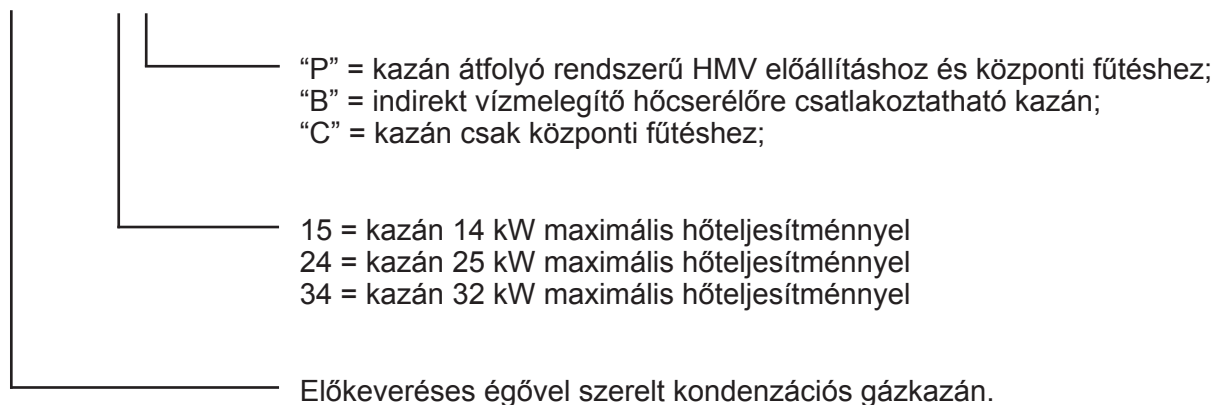 “P” = kazán átfolyó rendszerű HMV előállításhoz és központi fűtéshez;
“B” = indirekt vízmelegítő hőcserélőre csatlakoztatható kazán;
“C” = kazán csak központi fűtéshez;
15 = kazán 14 kW maximális hőteljesítménnyel
24 = kazán 25 kW maximális hőteljesítménnyel
34 = kazán 32 kW maximális hőteljesítménnyel
Előkeveréses égővel szerelt kondenzációs gázkazán.